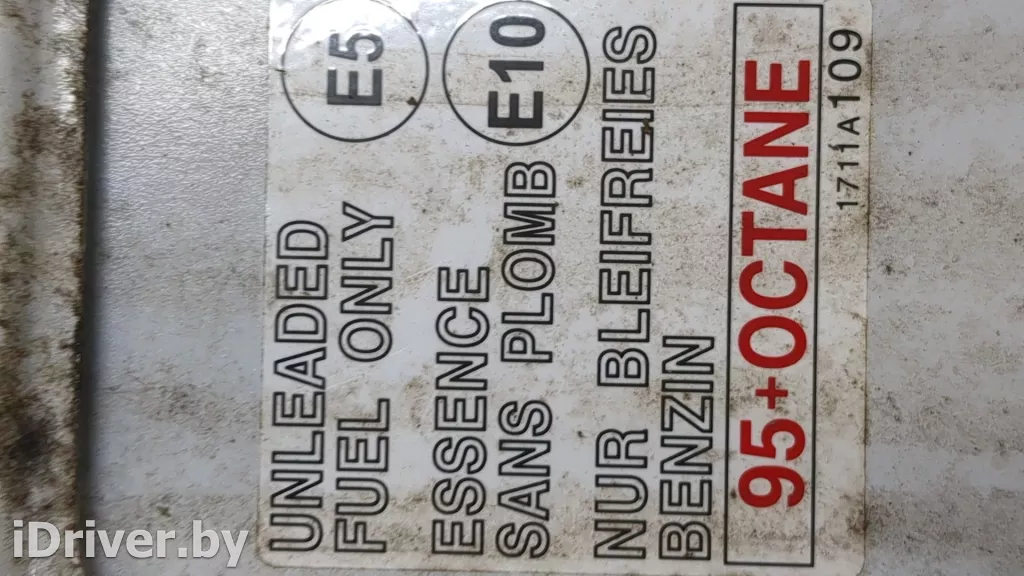 UNLEADED
FUEL ONLY
E5
ESSENCE
SANS PLOMB
E10
NUR BLEIFREIES
BENZIN
95+OCTANE
1711A109
iDriver.by